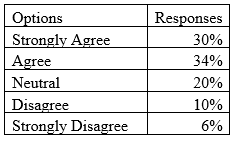 Options Responses
Strongly Agree 30%
Agree 34%
Neutral 20%
Disagree 10%
Strongly Disagree 6%